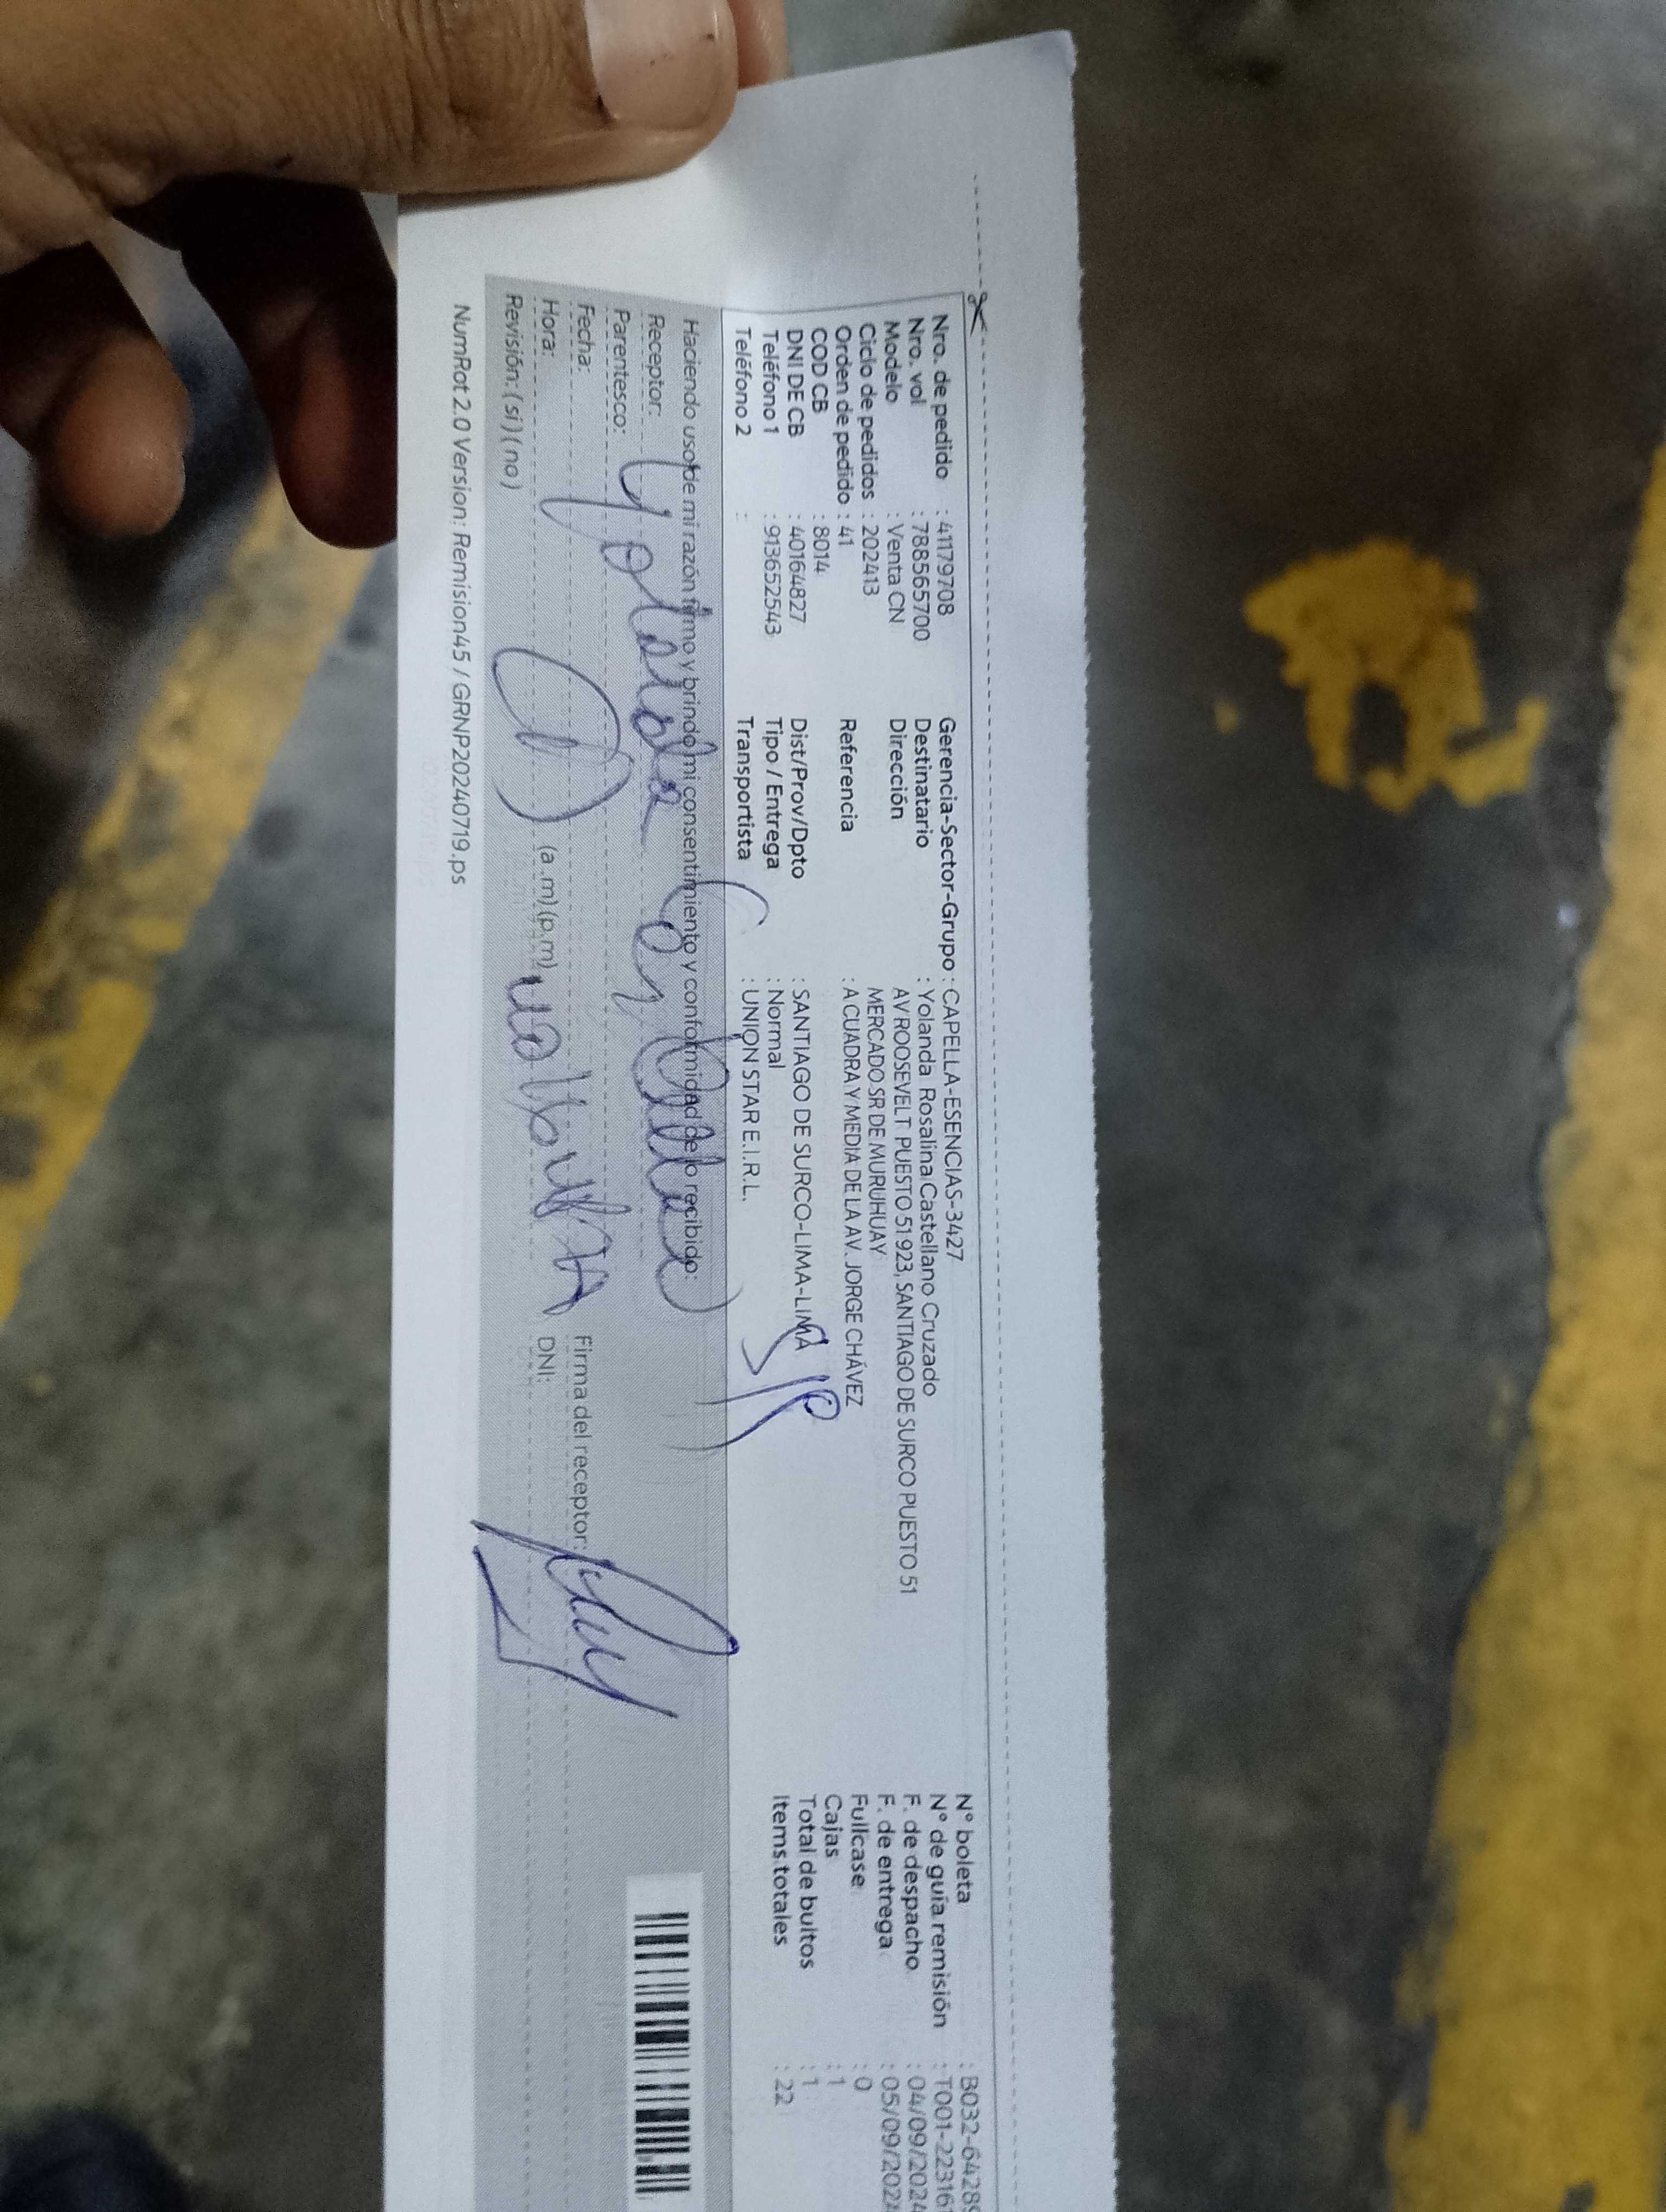 Nro. de pedido : 41179708
Nro. vol : 788565700
Modelo : Venta CN
Ciclo de pedidos : 202413
Orden de pedido : 41
COD CB : 8014
DNI DE CB : 40164827
Teléfono 1 : 913652543
Teléfono 2 :
Gerencia-Sector-Grupo : CAPELLA-ESENCIAS-3427
Destinatario : Yolanda Rosalina Castellano Cruzado
Dirección AV ROOSEVELT PUESTO 51 923, SANTIAGO DE SURCO PUESTO 51
MERCADO SR DE MURUHUAY
Referencia : A CUADRA Y MEDIA DE LA AV. JORGE CHÁVEZ
Dist/Prov/Dpto : SANTIAGO DE SURCO-LIMA-LIMA
Tipo / Entrega : Normal
Transportista : UNION STAR E.I.R.L.
N° boleta : B032-64289
N° de guía remisión : T001-22316
F. de despacho : 04/09/2024
F. de entrega : 05/09/2024
Fullcase : 0
Cajas : 1
Total de bultos : 1
Items totales : 22
Haciendo uso de mi razón firmo y brindo mi consentimiento y conformidad de lo recibido:
Receptor: Yolanda
Parentesco:
Fecha:
Hora: (a.m) (p.m)
Revisión: (si) (no)
Firma del receptor:
DNI:
NumRot 2.0 Version: Remision45 / GRNP20240719.ps